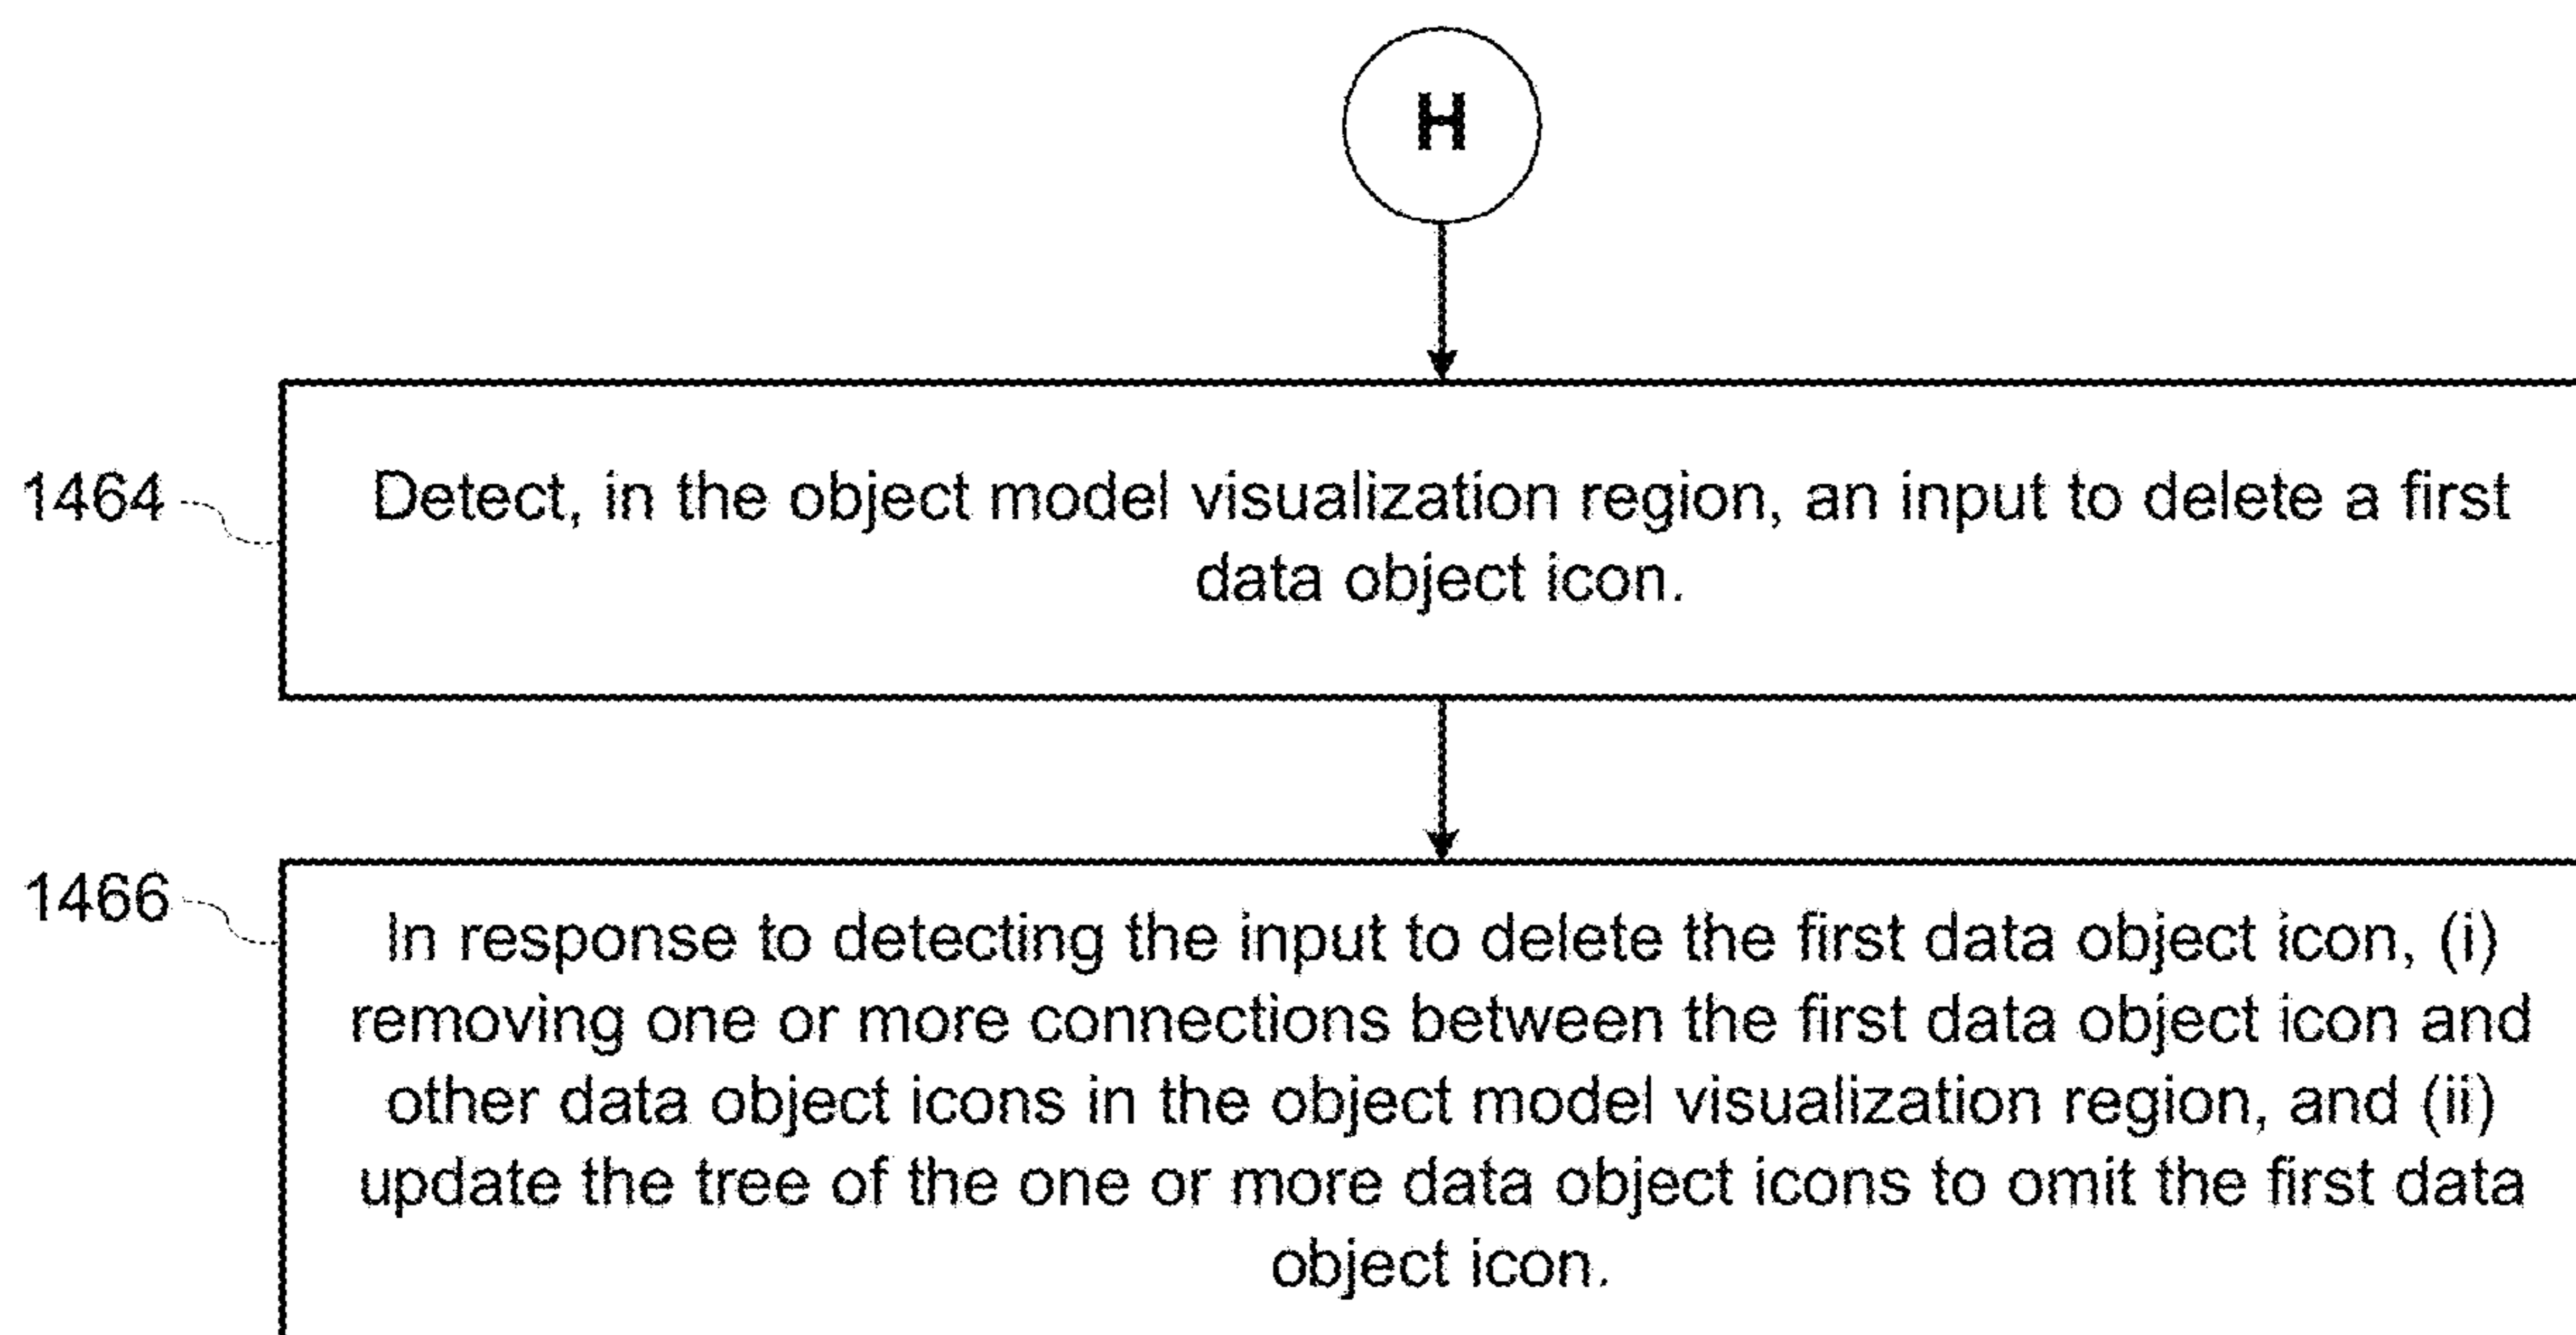 H
1464
Detect, in the object model visualization region, an input to delete a first
data object icon.
1466
In response to detecting the input to delete the first data object icon, (i)
removing one or more connections between the first data object icon and
other data object icons in the object model visualization region, and (ii)
update the tree of the one or more data object icons to omit the first data
object icon.